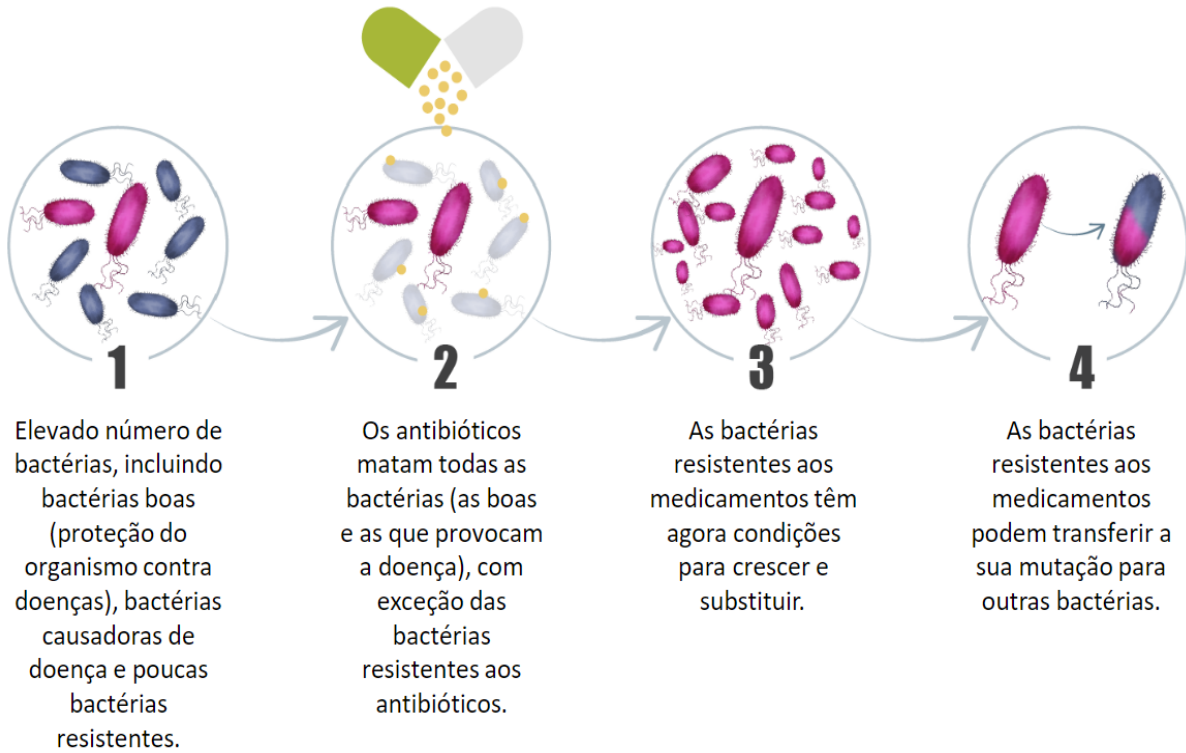 1
Elevado número de
bactérias, incluindo
bactérias boas
(proteção do
organismo contra
doenças), bactérias
causadoras de
doença e poucas
bactérias
resistentes.
2
Os antibióticos
matam todas as
bactérias (as boas
e as que provocam
a doença), com
exceção das
bactérias
resistentes aos
antibióticos.
3
As bactérias
resistentes aos
medicamentos têm
agora condições
para crescer e
substituir.
4
As bactérias
resistentes aos
medicamentos
podem transferir a
sua mutação para
outras bactérias.